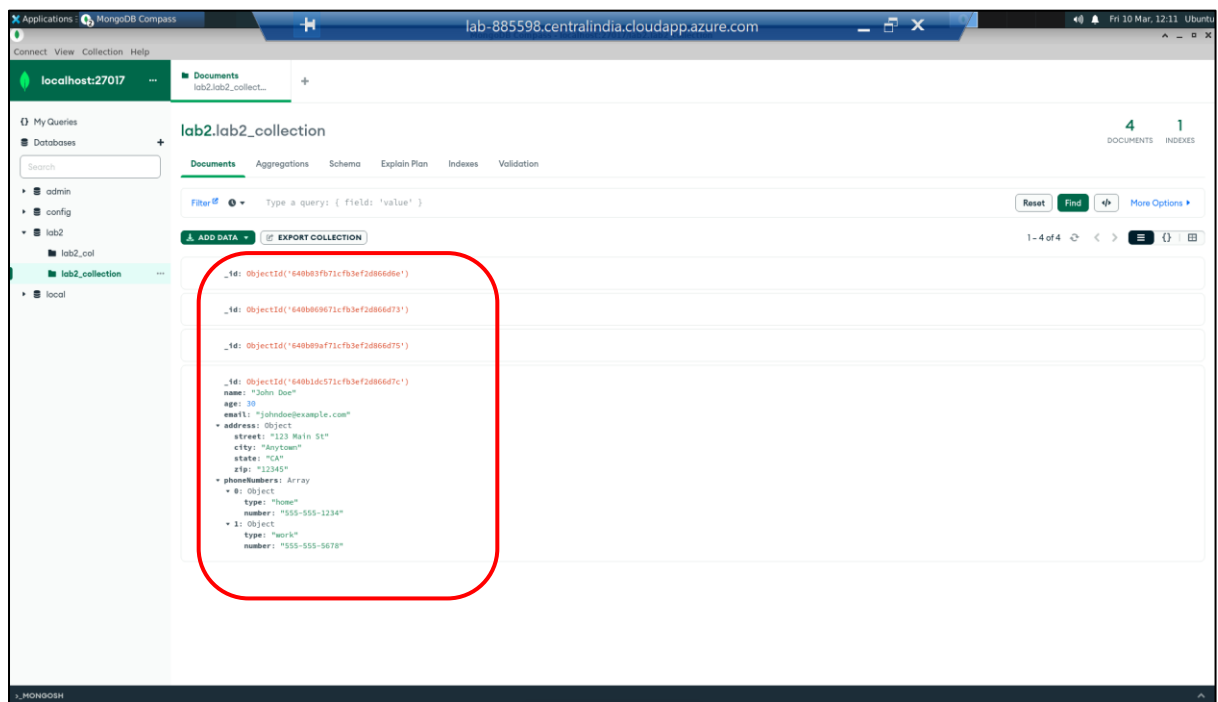 Applications : MongoDB Compass
lab-885598.centralindia.cloudapp.azure.com
Fri 10 Mar, 12:11 Ubuntu
Connect View Collection Help
localhost:27017 ...
Documents
lab2.lab2_collect...
+
{} My Queries
Databases +
Search
admin
config
lab2
lab2_col
lab2_collection ...
local
lab2.lab2_collection
4
DOCUMENTS
1
INDEXES
Documents Aggregations Schema Explain Plan Indexes Validation
Filter Type a query: { field: 'value' }
Reset Find </> More Options
ADD DATA EXPORT COLLECTION
1 - 4 of 4 < > {}
_id: ObjectId('640b03fb71cfb3ef2d866d6e')
_id: ObjectId('640b069671cfb3ef2d866d73')
_id: ObjectId('640b09af71cfb3ef2d866d75')
_id: ObjectId('640b1dc571cfb3ef2d866d7c')
name: "John Doe"
age: 30
email: "johndoe@example.com"
address: Object
street: "123 Main St"
city: "Anytown"
state: "CA"
zip: "12345"
phoneNumbers: Array
0: Object
type: "home"
number: "555-555-1234"
1: Object
type: "work"
number: "555-555-5678"
>_MONGOSH